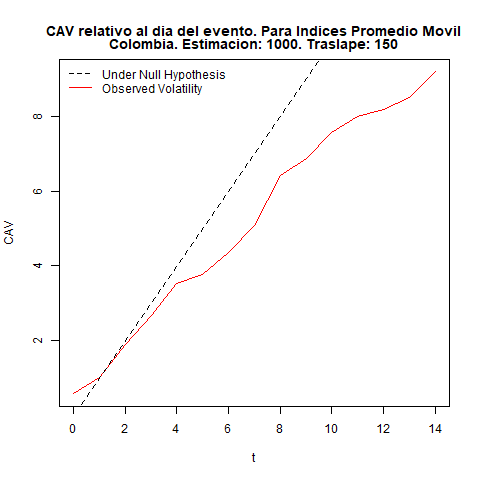 CAV relativo al dia del evento. Para Indices Promedio Movil
Colombia. Estimacion: 1000. Traslape: 150
Under Null Hypothesis
Observed Volatility
CAV
8
6
4
2
0 2 4 6 8 10 12 14
t